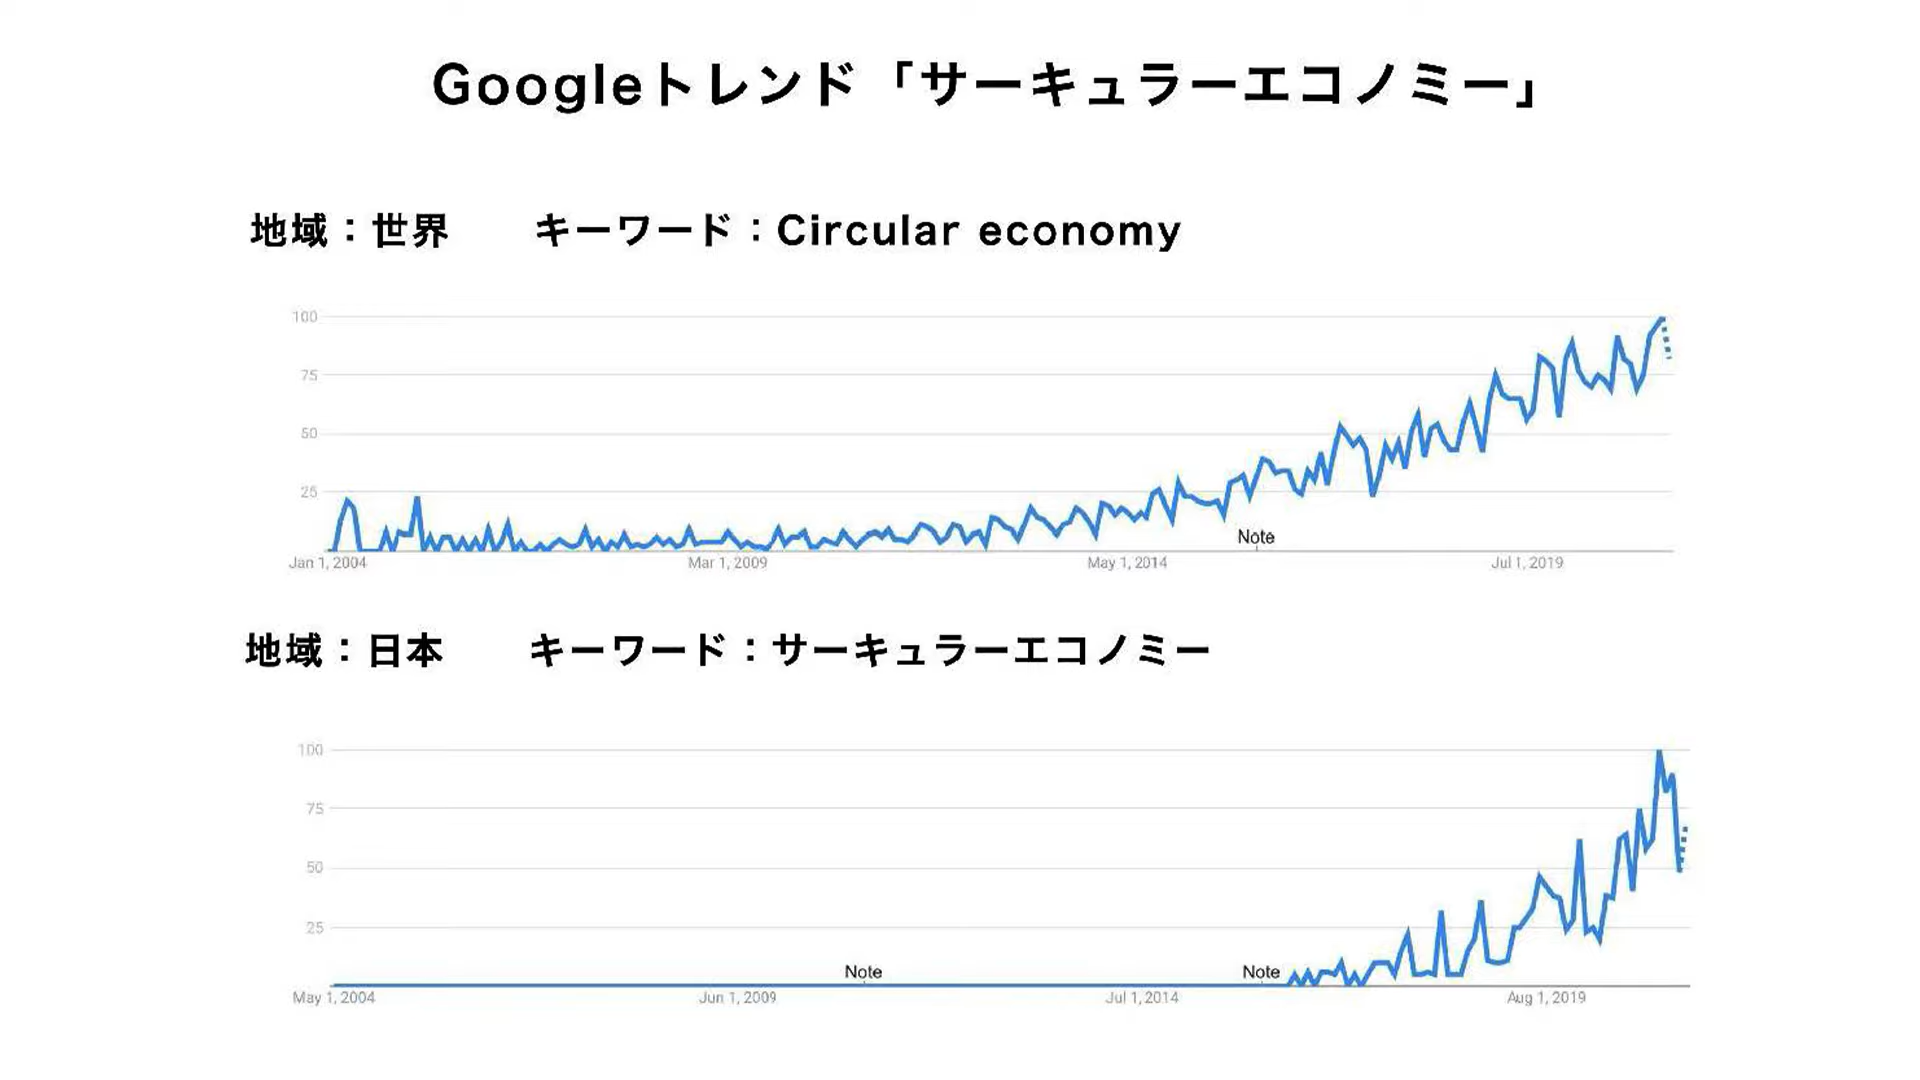 Googleトレンド「サーキュラーエコノミー」
地域：世界　　キーワード：Circular economy
100
75
50
25
Note
Jan 1, 2004 Mar 1, 2009 May 1, 2014 Jul 1, 2019
地域：日本　　キーワード：サーキュラーエコノミー
100
75
50
25
Note Note
May 1, 2004 Jun 1, 2009 Jul 1, 2014 Aug 1, 2019